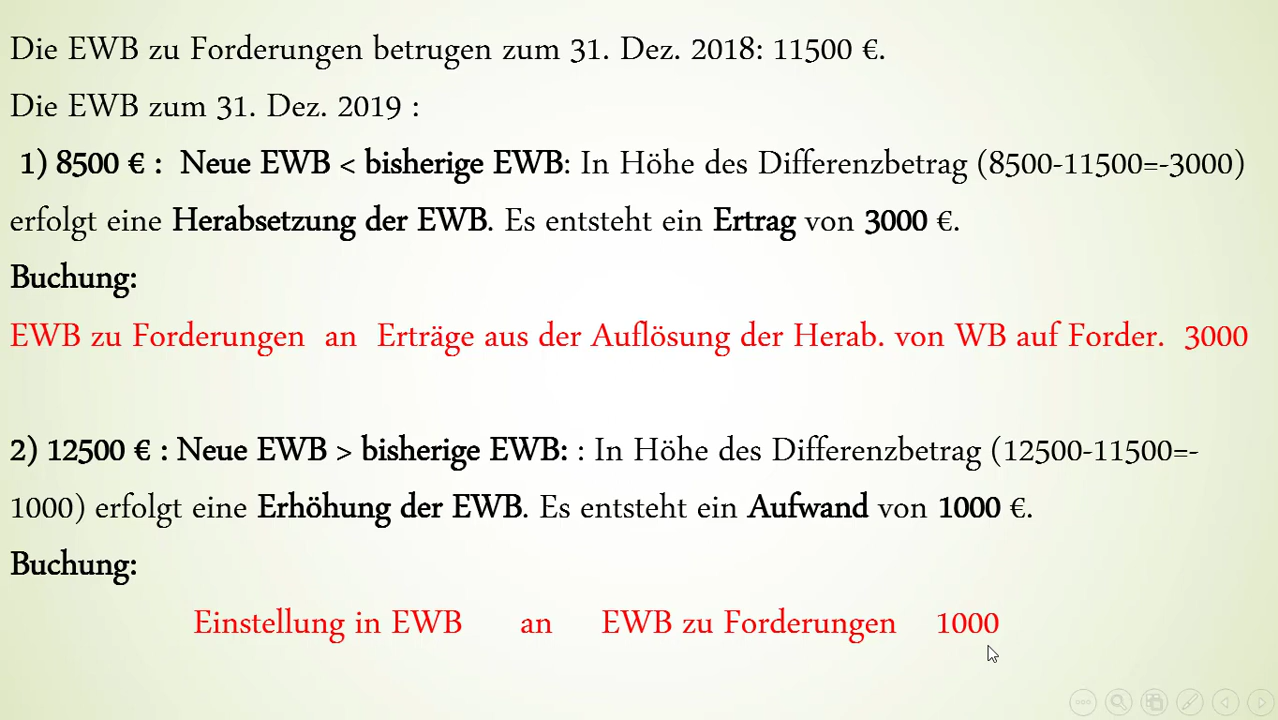 Die EWB zu Forderungen betrugen zum 31. Dez. 2018: 11500 €.
Die EWB zum 31. Dez. 2019 :
1) 8500 € : Neue EWB < bisherige EWB: In Höhe des Differenzbetrag (8500-11500=-3000)
erfolgt eine Herabsetzung der EWB. Es entsteht ein Ertrag von 3000 €.
Buchung:
EWB zu Forderungen an Erträge aus der Auflösung der Herab. von WB auf Forder. 3000
2) 12500 € : Neue EWB > bisherige EWB: : In Höhe des Differenzbetrag (12500-11500=-
1000) erfolgt eine Erhöhung der EWB. Es entsteht ein Aufwand von 1000 €.
Buchung:
Einstellung in EWB an EWB zu Forderungen 1000